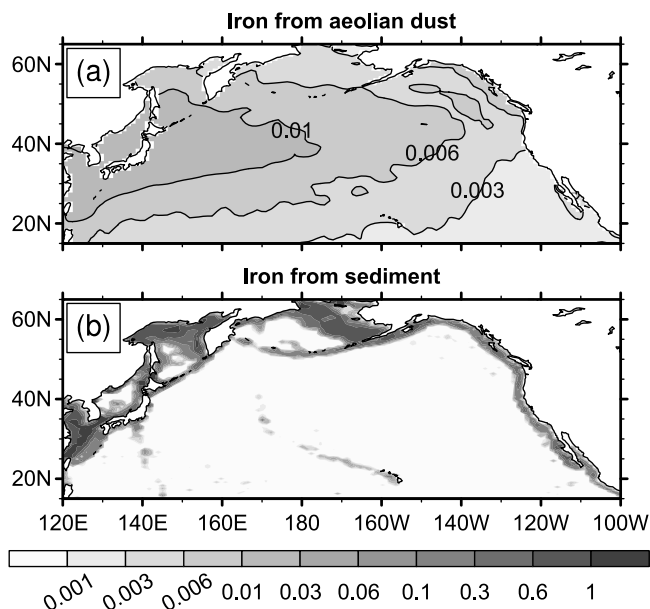 Iron from aeolian dust
(a)
60N
0.01
40N
0.006
0.003
20N
Iron from sediment
(b)
60N
40N
20N
120E 140E 160E 180 160W 140W 120W 100W
0.001 0.003 0.006 0.01 0.03 0.06 0.1 0.3 0.6 1